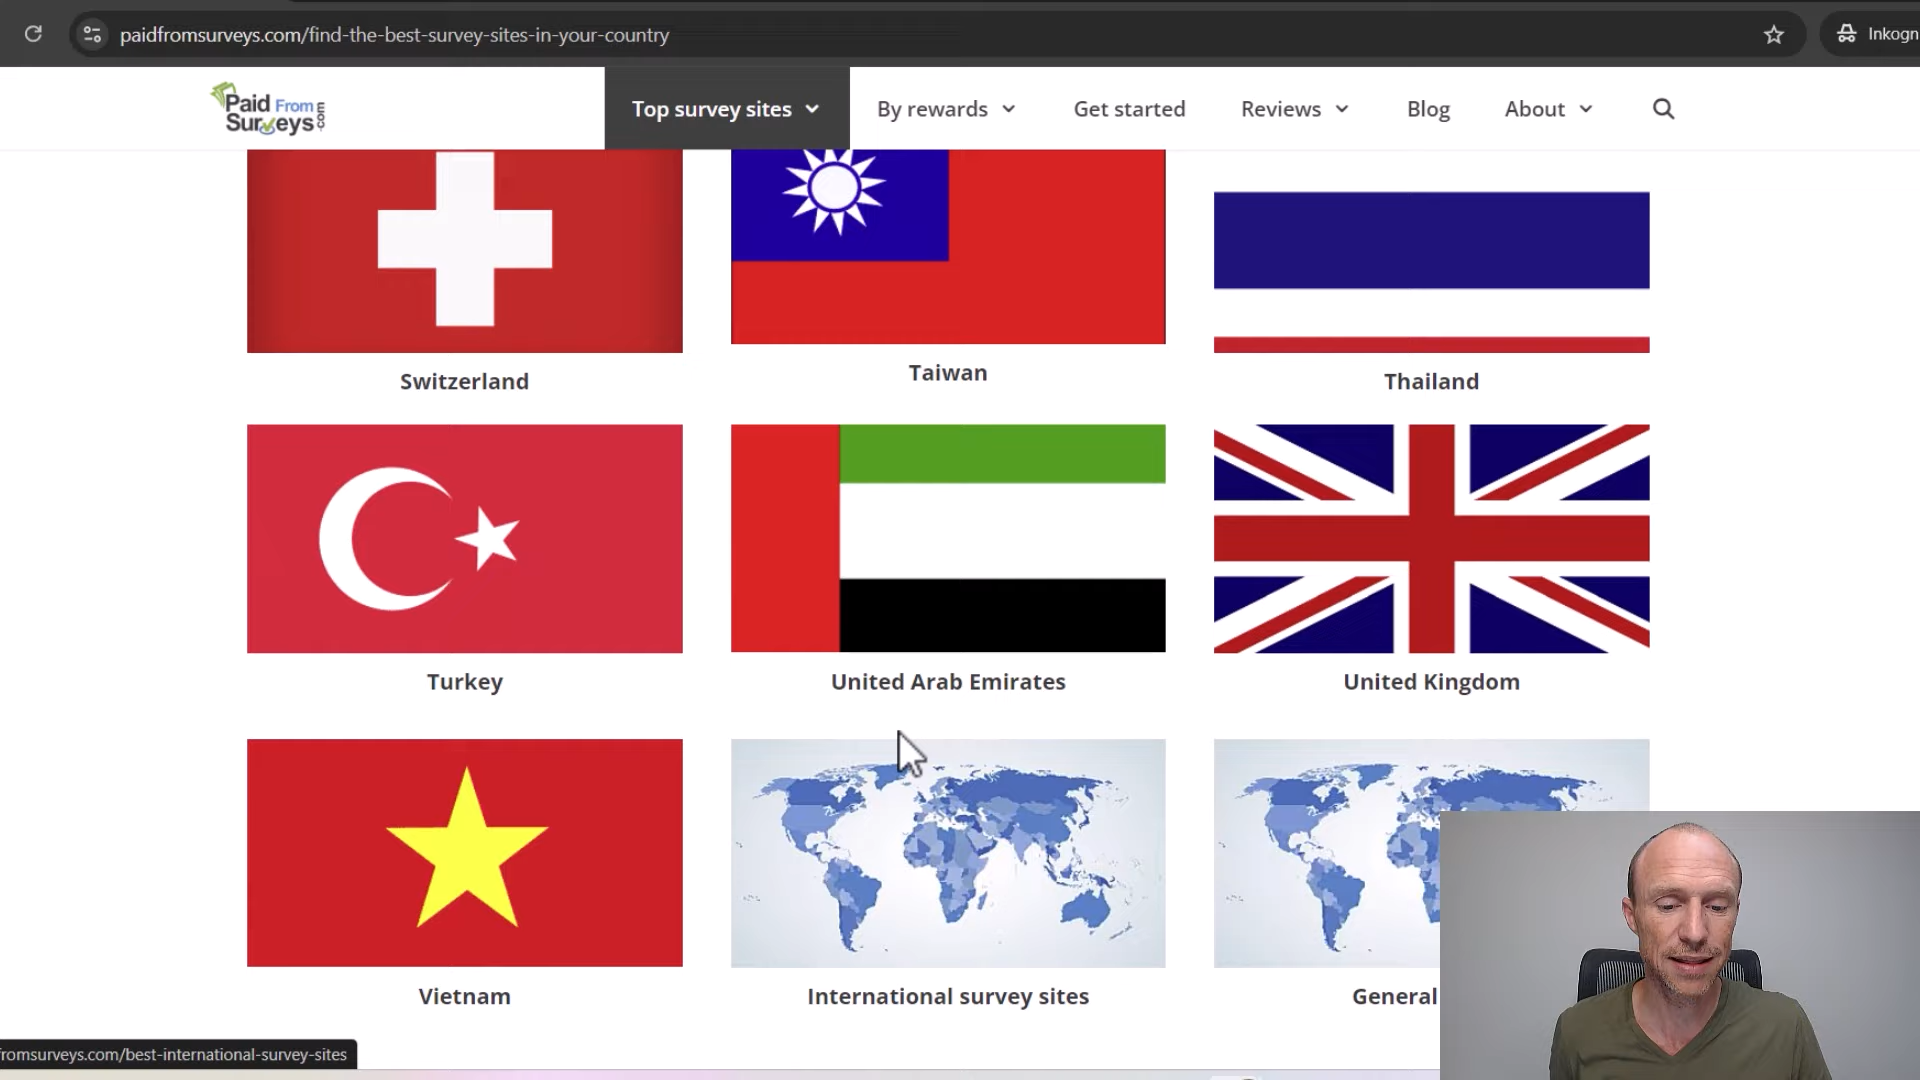 paidfromsurveys.com/find-the-best-survey-sites-in-your-country
Inkogn
Paid From
Surveys
.com
Top survey sites
By rewards
Get started
Reviews
Blog
About
Switzerland
Taiwan
Thailand
Turkey
United Arab Emirates
United Kingdom
Vietnam
International survey sites
General
fromsurveys.com/best-international-survey-sites